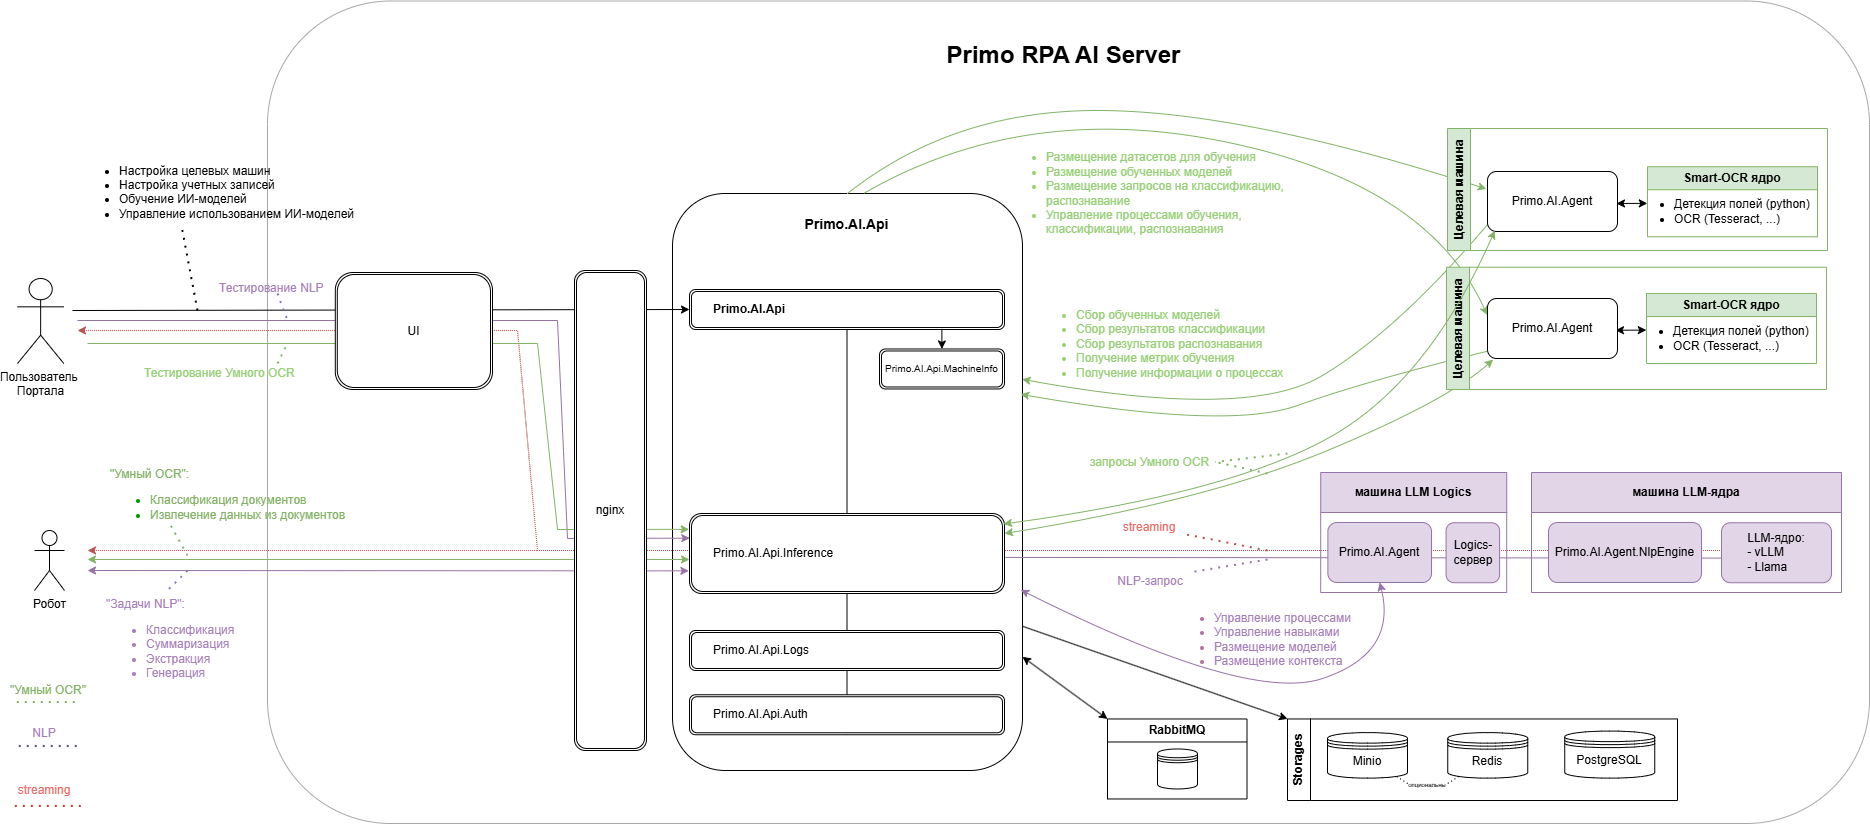 Primo RPA AI Server
Настройка целевых машин
Настройка учетных записей
Обучение ИИ-моделей
Управление использованием ИИ-моделей
Тестирование NLP
Тестирование Умного OCR
Пользователь
Портала
UI
nginx
"Умный OCR":
Классификация документов
Извлечение данных из документов
Робот
"Задачи NLP":
Классификация
Суммаризация
Экстракция
Генерация
"Умный OCR"
NLP
streaming
Primo.AI.Api
Primo.AI.Api
Primo.AI.Api.MachineInfo
Primo.AI.Api.Inference
Primo.AI.Api.Logs
Primo.AI.Api.Auth
Размещение датасетов для обучения
Размещение обученных моделей
Размещение запросов на классификацию,
распознавание
Управление процессами обучения,
классификации, распознавания
Сбор обученных моделей
Сбор результатов классификации
Сбор результатов распознавания
Получение метрик обучения
Получение информации о процессах
запросы Умного OCR
streaming
NLP-запрос
Управление процессами
Управление навыками
Размещение моделей
Размещение контекста
Целевая машина
Primo.AI.Agent
Smart-OCR ядро
Детекция полей (python)
OCR (Tesseract, ...)
Целевая машина
Primo.AI.Agent
Smart-OCR ядро
Детекция полей (python)
OCR (Tesseract, ...)
машина LLM Logics
Primo.AI.Agent
Logics-
сервер
машина LLM-ядра
Primo.AI.Agent.NlpEngine
LLM-ядро:
- vLLM
- Llama
RabbitMQ
Storages
Minio
Redis
PostgreSQL
опциональны